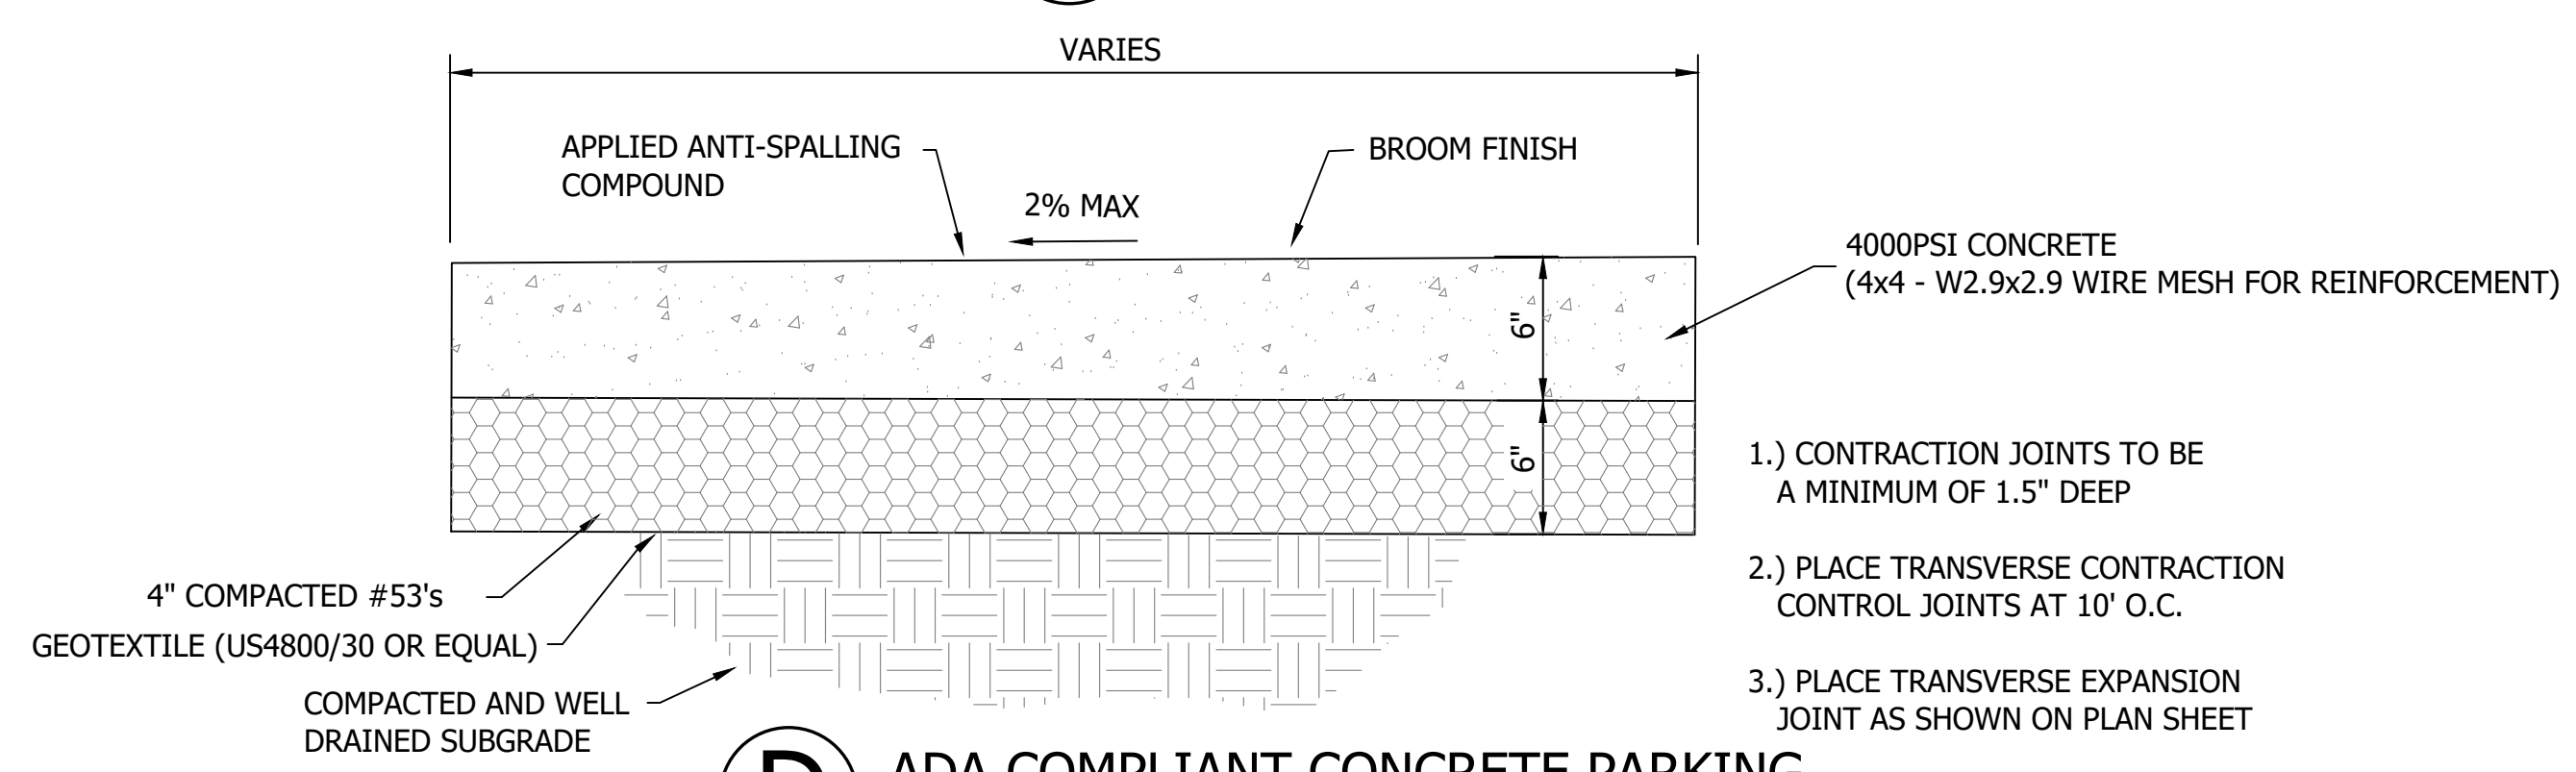 VARIES
APPLIED ANTI-SPALLING
COMPOUND
2% MAX
BROOM FINISH
4000PSI CONCRETE
(4x4 - W2.9x2.9 WIRE MESH FOR REINFORCEMENT)
6"
6"
1.) CONTRACTION JOINTS TO BE
A MINIMUM OF 1.5" DEEP
2.) PLACE TRANSVERSE CONTRACTION
CONTROL JOINTS AT 10' O.C.
3.) PLACE TRANSVERSE EXPANSION
JOINT AS SHOWN ON PLAN SHEET
4" COMPACTED #53's
GEOTEXTILE (US4800/30 OR EQUAL)
COMPACTED AND WELL
DRAINED SUBGRADE
ADA COMPLIANT CONCRETE PARKING